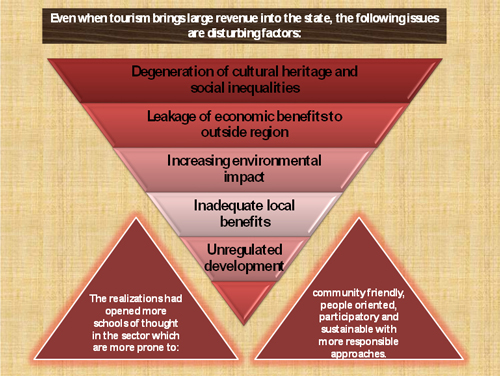 Even when tourism brings large revenue into the state, the following issues
are disturbing factors:
Degeneration of cultural heritage and
social inequalities
Leakage of economic benefits to
outside region
Increasing environmental
impact
Inadequate local
benefits
Unregulated
development
The realizations had
opened more
schools of thought
in the sector which
are more prone to:
community friendly,
people oriented,
participatory and
sustainable with
more responsible
approaches.